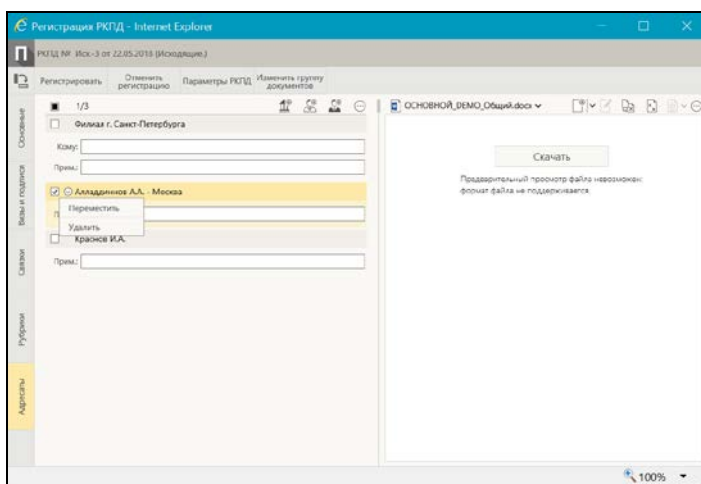 Регистрация РКПД - Internet Explorer
П
РКПД № Исх.-3 от 22.05.2018 (Исходящие.)
Регистрировать
Отменить регистрацию
Параметры РКПД
Изменить группу документов
1/3
ОСНОВНОЙ_DEMO_Общий.docx
Основные
Визы и подписи
Связки
Рубрики
Адресаты
Филиал г. Санкт-Петербурга
Кому:
Прим.:
Алладдиннов А.А. - Москва
Переместить
Удалить
Краснов И.А.
Прим.:
Скачать
Предварительный просмотр файла невозможен:
формат файла не поддерживается
100%